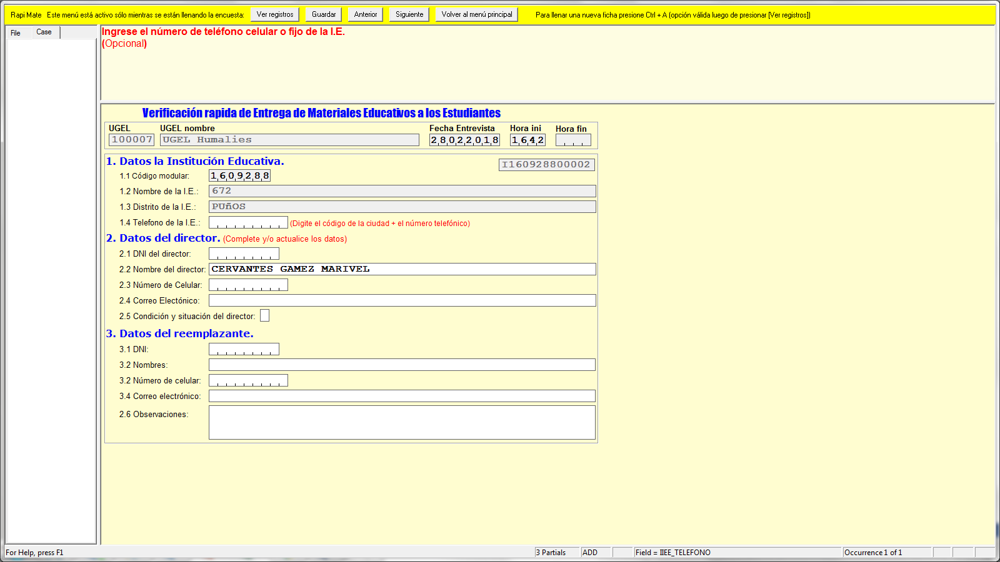 Rapi Mate Este menú está activo sólo mientras se están llenando la encuesta: Ver registros Guardar Anterior Siguiente Volver al menú principal Para llenar una nueva ficha presione Ctrl + A (opción válida luego de presionar [Ver registros])
File Case
Ingrese el número de teléfono celular o fijo de la I.E.
(Opcional)
Verificación rapida de Entrega de Materiales Educativos a los Estudiantes
UGEL UGEL nombre Fecha Entrevista Hora ini Hora fin
100007 UGEL Humalies 28022018 1642
1. Datos la Institución Educativa. I160928800002
1.1 Código modular: 1609288
1.2 Nombre de la I.E.: 672
1.3 Distrito de la I.E.: PUñOS
1.4 Telefono de la I.E.: (Digite el código de la ciudad + el número telefónico)
2. Datos del director. (Complete y/o actualice los datos)
2.1 DNI del director:
2.2 Nombre del director: CERVANTES GAMEZ MARIVEL
2.3 Número de Celular:
2.4 Correo Electónico:
2.5 Condición y situación del director:
3. Datos del reemplazante.
3.1 DNI:
3.2 Nombres:
3.2 Número de celular:
3.4 Correo electrónico:
2.6 Observaciones:
For Help, press F1 3 Partials ADD Field = IIEE_TELEFONO Occurrence 1 of 1